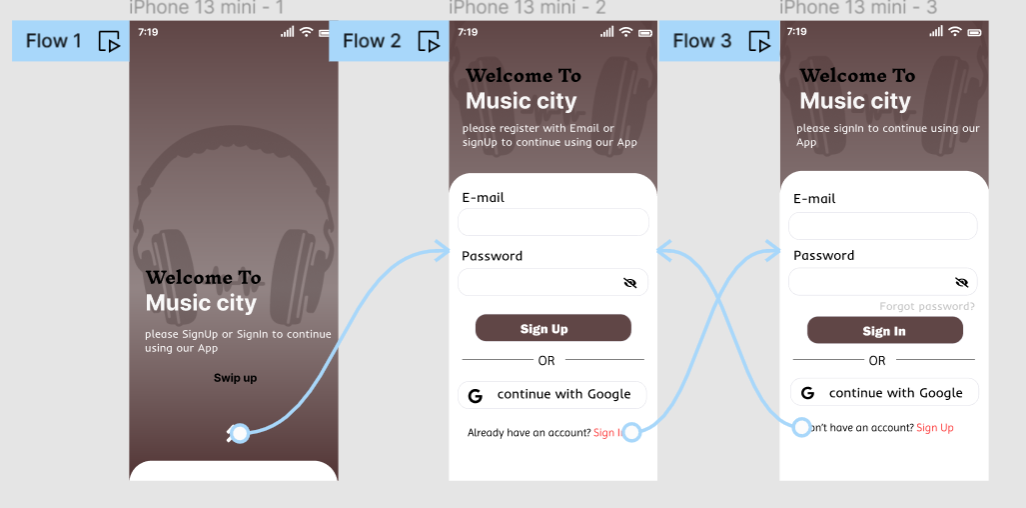 iPhone 13 mini - 1
Flow 1
7:19
Welcome To
Music city
please SignUp or SignIn to continue
using our App
Swip up
iPhone 13 mini - 2
Flow 2
7:19
Welcome To
Music city
please register with Email or
signUp to continue using our App
E-mail
Password
Sign Up
OR
G continue with Google
Already have an account? Sign I
iPhone 13 mini - 3
Flow 3
7:19
Welcome To
Music city
please signIn to continue using our
App
E-mail
Password
Forgot password?
Sign In
OR
G continue with Google
on't have an account? Sign Up